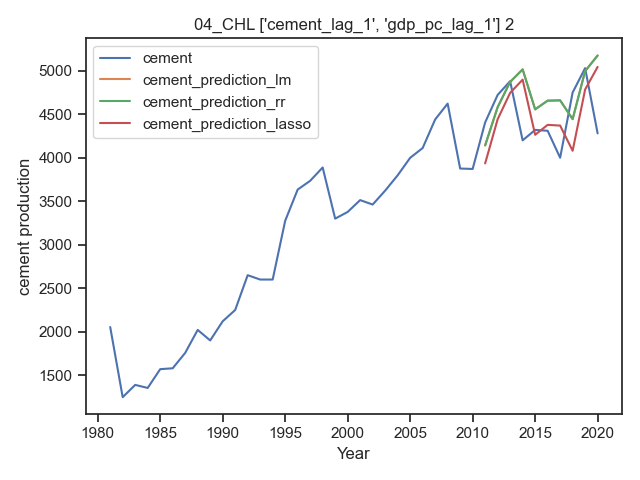 04_CHL ['cement_lag_1', 'gdp_pc_lag_1'] 2
cement
cement_prediction_lm
cement_prediction_rr
cement_prediction_lasso
cement production
5000
4500
4000
3500
3000
2500
2000
1500
1980 1985 1990 1995 2000 2005 2010 2015 2020
Year